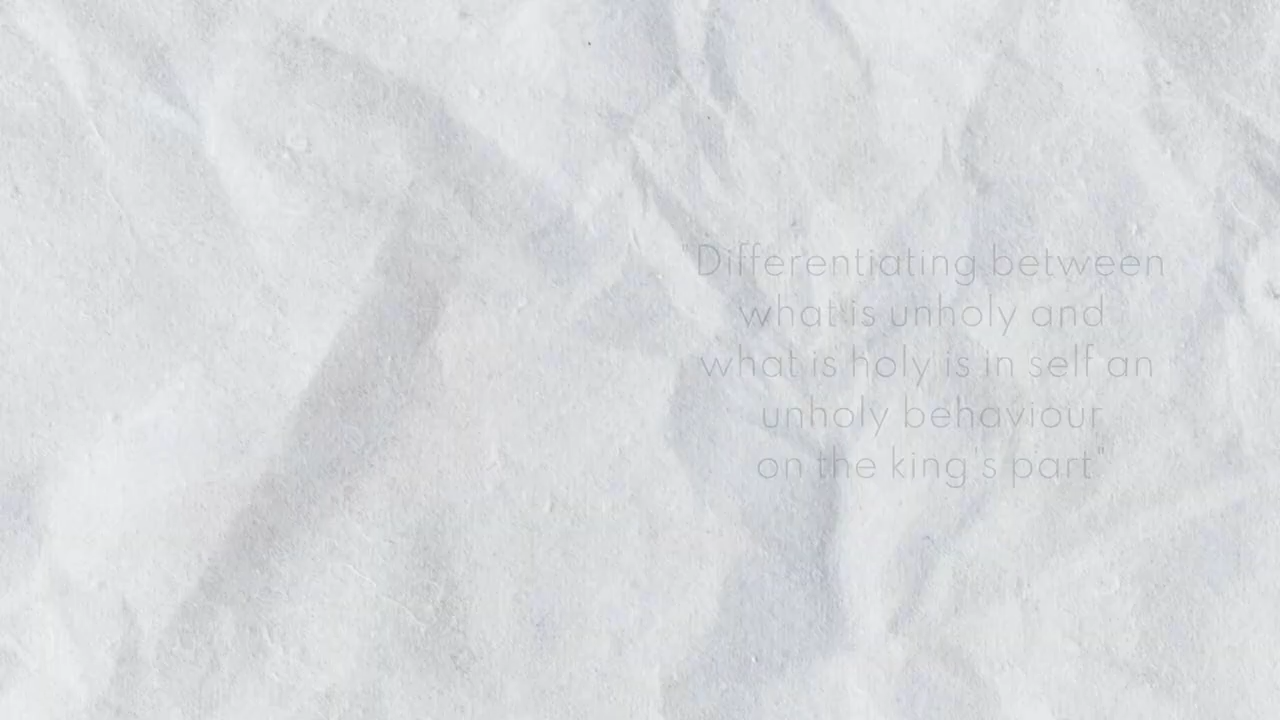 "Differentiating between
what is unholy and
what is holy is in self an
unholy behaviour
on the king's part"